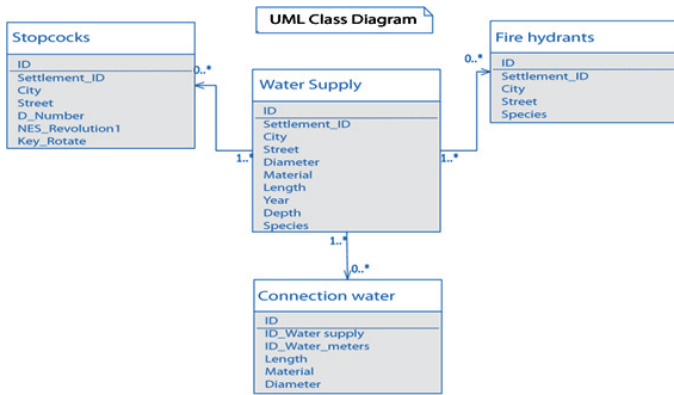 UML Class Diagram
Stopcocks
ID
Settlement_ID
City
Street
D_Number
NES_Revolution1
Key_Rotate
0..*
1..*
Water Supply
ID
Settlement_ID
City
Street
Diameter
Material
Length
Year
Depth
Species
Fire hydrants
ID
Settlement_ID
City
Street
Species
0..*
1..*
1..*
0..*
Connection water
ID
ID_Water supply
ID_Water_meters
Length
Material
Diameter